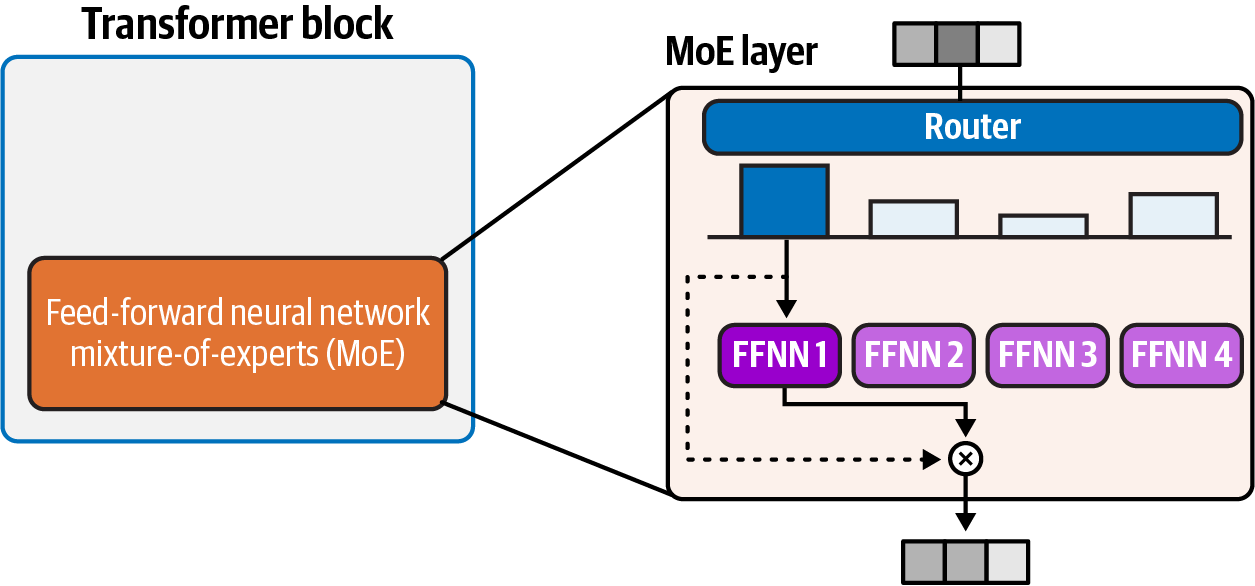 Transformer block
MoE layer
Router
Feed-forward neural network
mixture-of-experts (MoE)
FFNN 1
FFNN 2
FFNN 3
FFNN 4